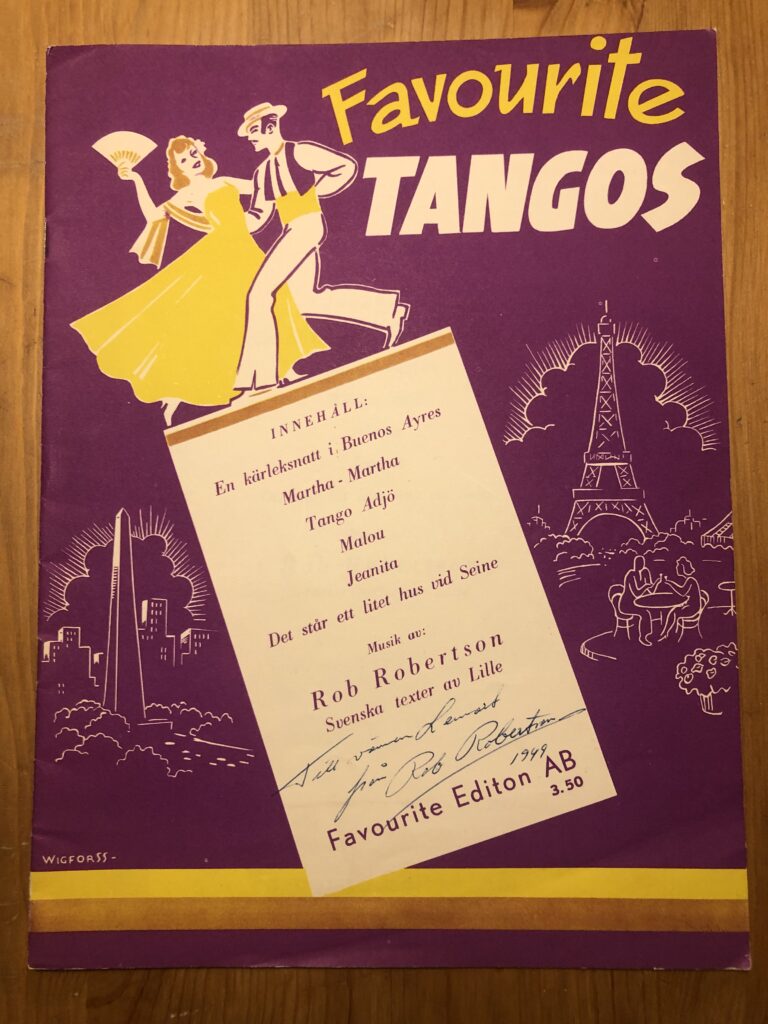 Favourite
TANGOS
INNEHÅLL:
En kärleksnatt i Buenos Ayres
Martha - Martha
Tango Adjö
Malou
Jeanita
Det står ett litet hus vid Seine
Musik av:
Rob Robertson
Svenska texter av Lille
Till vännen Lennart
från Rob Robertson
1949
Favourite Editon AB
3.50
WIGFORSS-